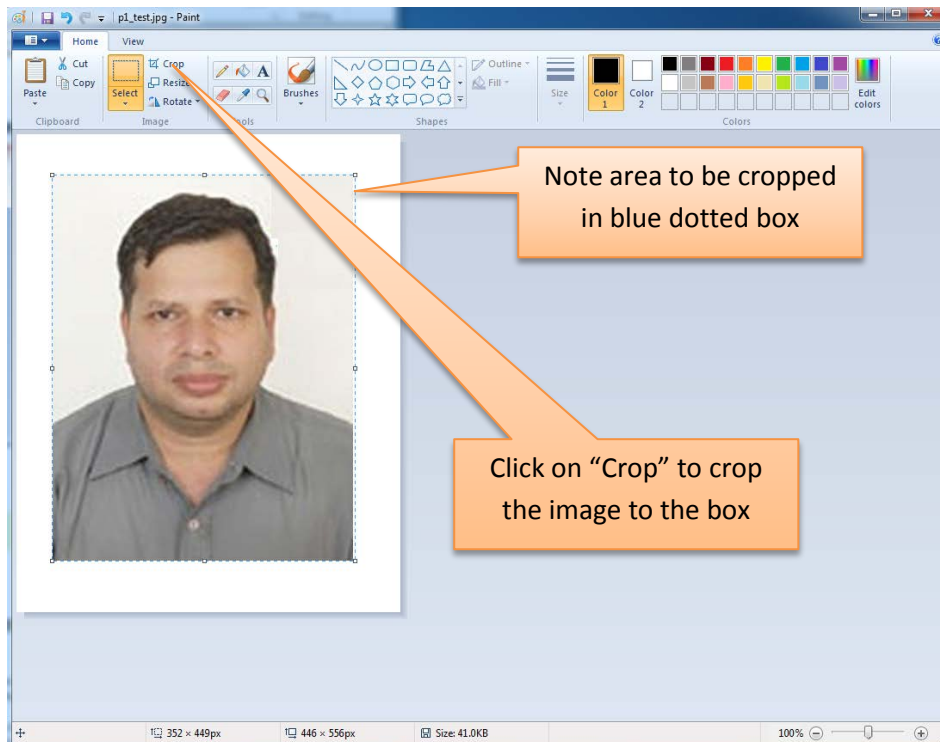 p1_test.jpg - Paint
Home View
Paste
Cut
Copy
Clipboard
Select
Crop
Resize
Rotate
Image
A
Brushes
Outline
Fill
Shapes
Size
Color
1
Color
2
Edit
colors
Colors
Note area to be cropped
in blue dotted box
Click on “Crop” to crop
the image to the box
352 × 449px 446 × 556px Size: 41.0KB 100%